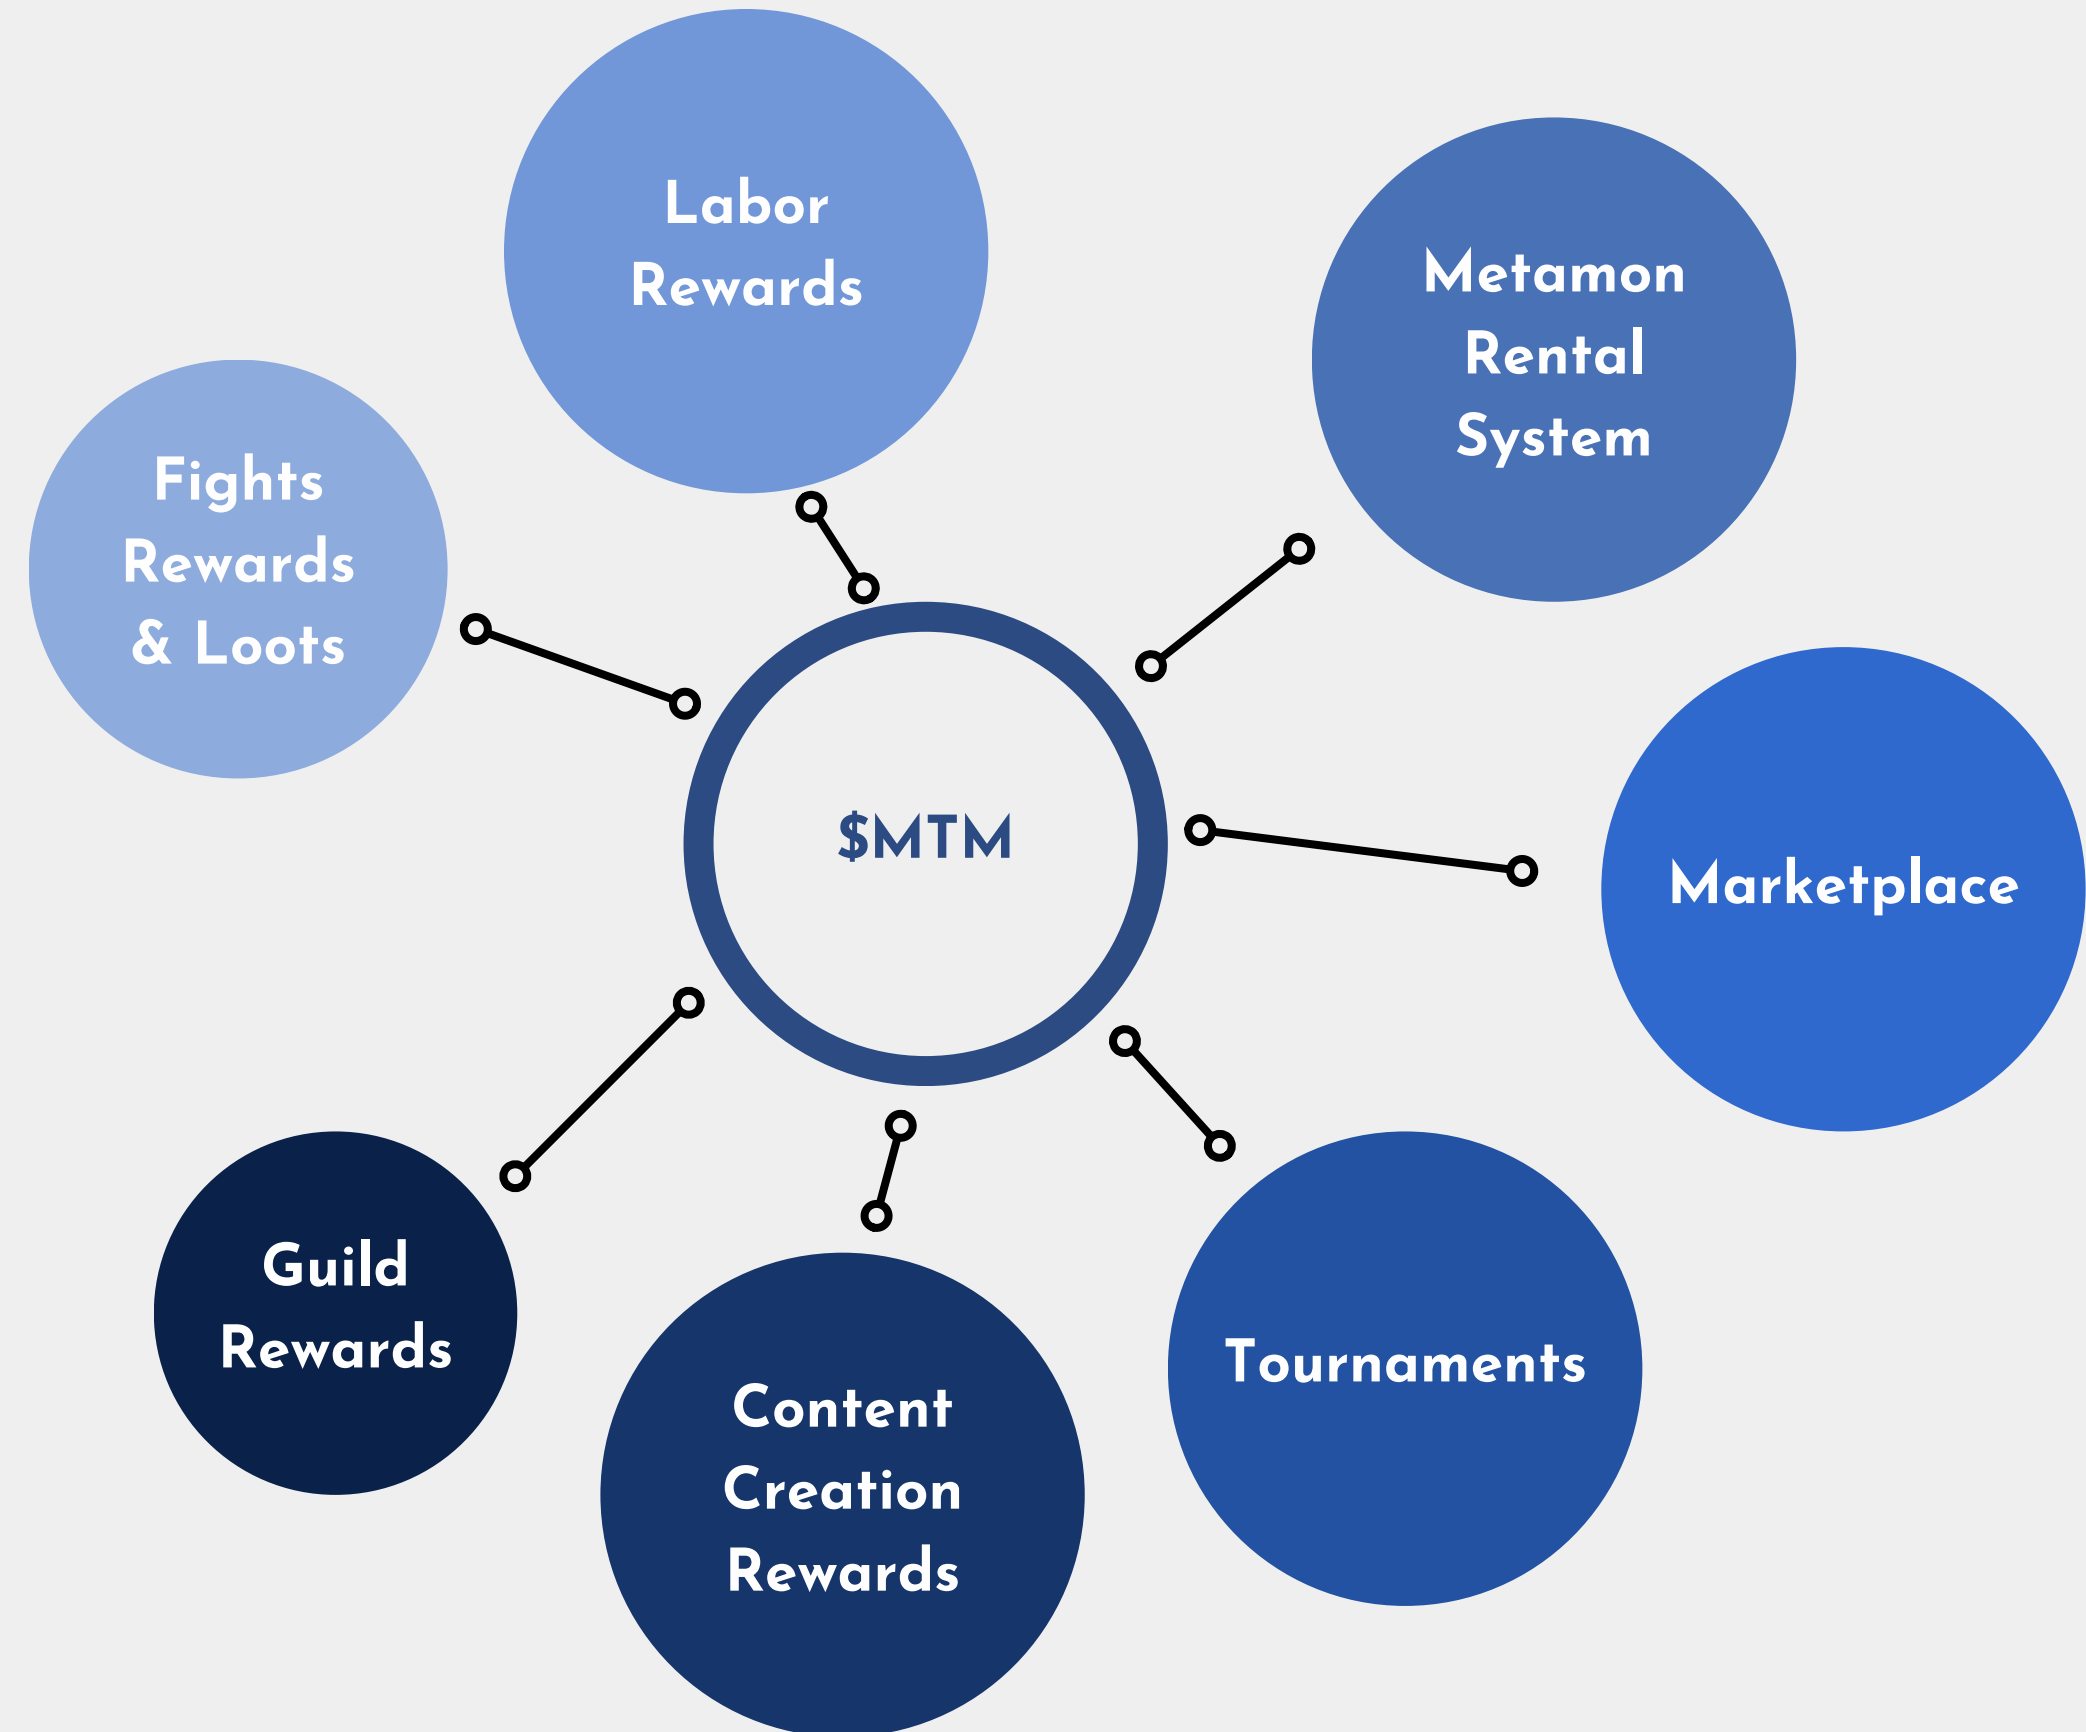 Labor
Rewards
Metamon
Rental
System
Fights
Rewards
& Loots
$MTM
Marketplace
Guild
Rewards
Tournaments
Content
Creation
Rewards